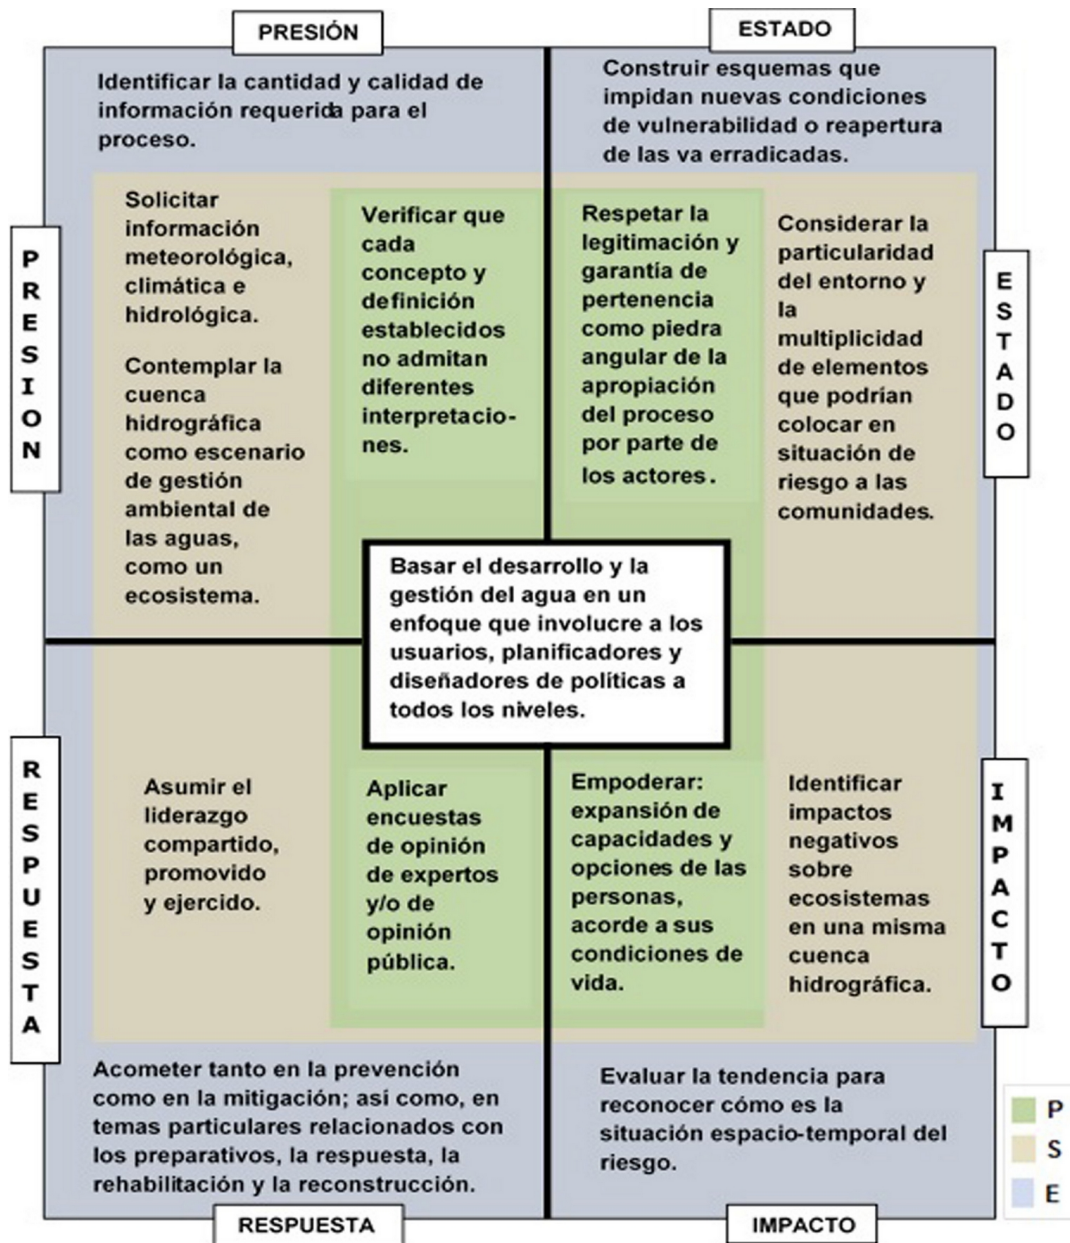 PRESIÓN
ESTADO
Identificar la cantidad y calidad de
información requerida para el
proceso.
Construir esquemas que
impidan nuevas condiciones
de vulnerabilidad o reapertura
de las va erradicadas.
PRESION
Solicitar
información
meteorológica,
climática e
hidrológica.
Contemplar la
cuenca
hidrográfica
como escenario
de gestión
ambiental de
las aguas,
como un
ecosistema.
Verificar que
cada
concepto y
definición
establecidos
no admitan
diferentes
interpretacio-
nes.
Respetar la
legitimación y
garantía de
pertenencia
como piedra
angular de la
apropiación
del proceso
por parte de
los actores.
Considerar la
particularidad
del entorno y
la
multiplicidad
de elementos
que podrían
colocar en
situación de
riesgo a las
comunidades.
ESTADO
Basar el desarrollo y la
gestión del agua en un
enfoque que involucre a los
usuarios, planificadores y
diseñadores de políticas a
todos los niveles.
RESPUESTA
Asumir el
liderazgo
compartido,
promovido
y ejercido.
Aplicar
encuestas
de opinión
de expertos
y/o de
opinión
pública.
Empoderar:
expansión de
capacidades y
opciones de las
personas,
acorde a sus
condiciones de
vida.
Identificar
impactos
negativos
sobre
ecosistemas
en una misma
cuenca
hidrográfica.
IMPACTO
Acometer tanto en la prevención
como en la mitigación; así como, en
temas particulares relacionados con
los preparativos, la respuesta, la
rehabilitación y la reconstrucción.
Evaluar la tendencia para
reconocer cómo es la
situación espacio-temporal del
riesgo.
P
S
E
RESPUESTA
IMPACTO